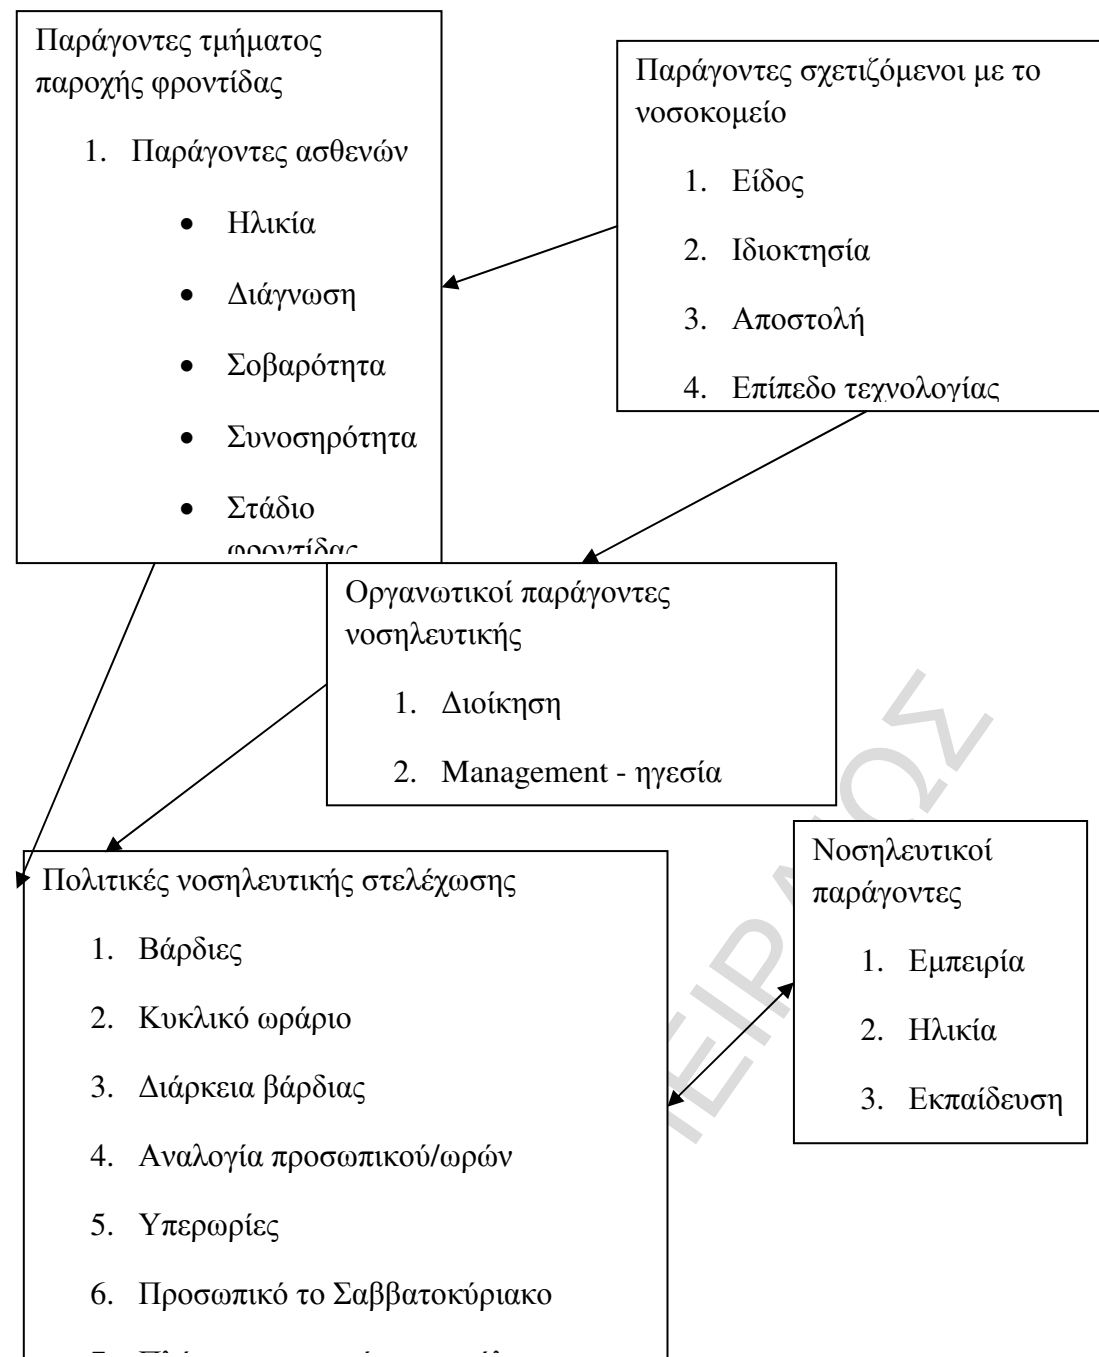 Παράγοντες τμήματος
παροχής φροντίδας
1. Παράγοντες ασθενών
• Ηλικία
• Διάγνωση
• Σοβαρότητα
• Συνοσηρότητα
• Στάδιο
φροντίδας
Παράγοντες σχετιζόμενοι με το
νοσοκομείο
1. Είδος
2. Ιδιοκτησία
3. Αποστολή
4. Επίπεδο τεχνολογίας
Οργανωτικοί παράγοντες
νοσηλευτικής
1. Διοίκηση
2. Management - ηγεσία
Νοσηλευτικοί
παράγοντες
1. Εμπειρία
2. Ηλικία
3. Εκπαίδευση
Πολιτικές νοσηλευτικής στελέχωσης
1. Βάρδιες
2. Κυκλικό ωράριο
3. Διάρκεια βάρδιας
4. Αναλογία προσωπικού/ωρών
5. Υπερωρίες
6. Προσωπικό το Σαββατοκύριακο